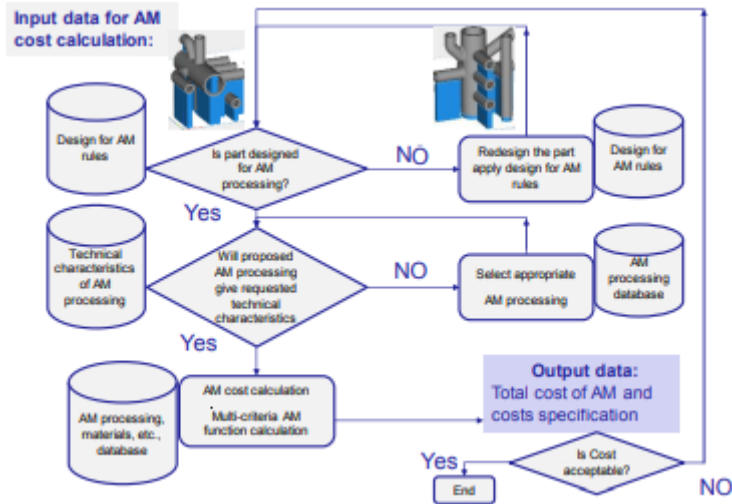 Input data for AM
cost calculation:
Design for AM
rules
Is part designed
for AM
processing?
NO
Redesign the part
apply design for AM
rules
Design
for AM
rules
Yes
Technical
characteristics
of AM
processing
Will proposed
AM processing
give requested
technical
characteristics
NO
Select appropriate
AM processing
AM
processing
database
Yes
AM processing,
materials, etc.,
database
AM cost calculation
Multi-criteria AM
function calculation
Output data:
Total cost of AM and
costs specification
Is Cost
acceptable?
Yes
NO
End